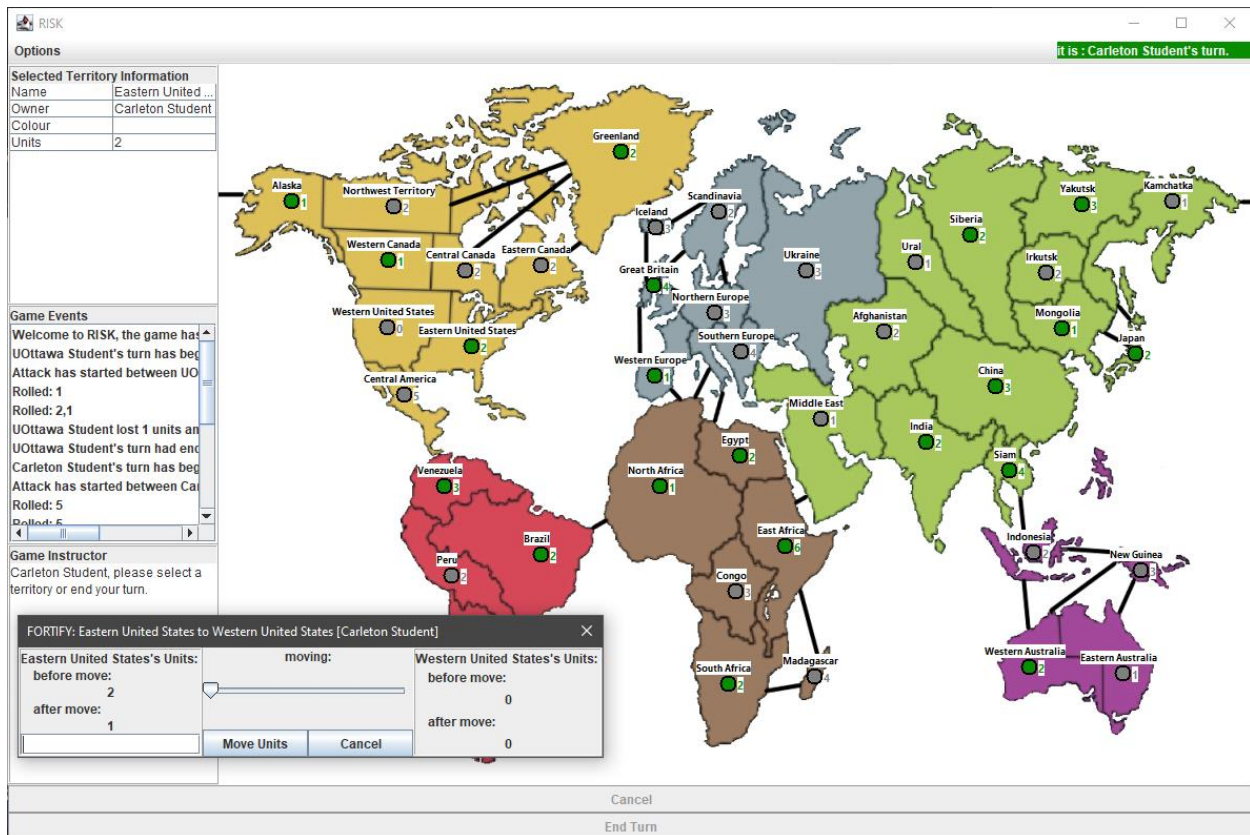 RISK
Options
it is : Carleton Student's turn.
Selected Territory Information
Name Eastern United ...
Owner Carleton Student
Colour
Units 2
Game Events
Welcome to RISK, the game has
UOttawa Student's turn has beg
Attack has started between UO
Rolled: 1
Rolled: 2,1
UOttawa Student lost 1 units an
UOttawa Student's turn had end
Carleton Student's turn has beg
Attack has started between Car
Rolled: 5
Rolled: 5
Game Instructor
Carleton Student, please select a
territory or end your turn.
Greenland
2
Alaska
1
Northwest Territory
2
Western Canada
1
Central Canada
2
Eastern Canada
2
Western United States
0
Eastern United States
2
Central America
5
Venezuela
3
Brazil
2
Peru
2
Iceland
3
Scandinavia
2
Great Britain
4
Ukraine
3
Northern Europe
3
Southern Europe
4
Western Europe
1
North Africa
1
Egypt
2
East Africa
6
Congo
3
South Africa
2
Madagascar
4
Ural
1
Siberia
2
Yakutsk
3
Kamchatka
1
Irkutsk
2
Mongolia
1
Japan
2
Afghanistan
2
China
3
Middle East
1
India
2
Siam
4
Indonesia
2
New Guinea
3
Western Australia
2
Eastern Australia
1
FORTIFY: Eastern United States to Western United States [Carleton Student]
Eastern United States's Units:
before move:
2
after move:
1
moving:
Move Units
Cancel
Western United States's Units:
before move:
0
after move:
0
Cancel
End Turn